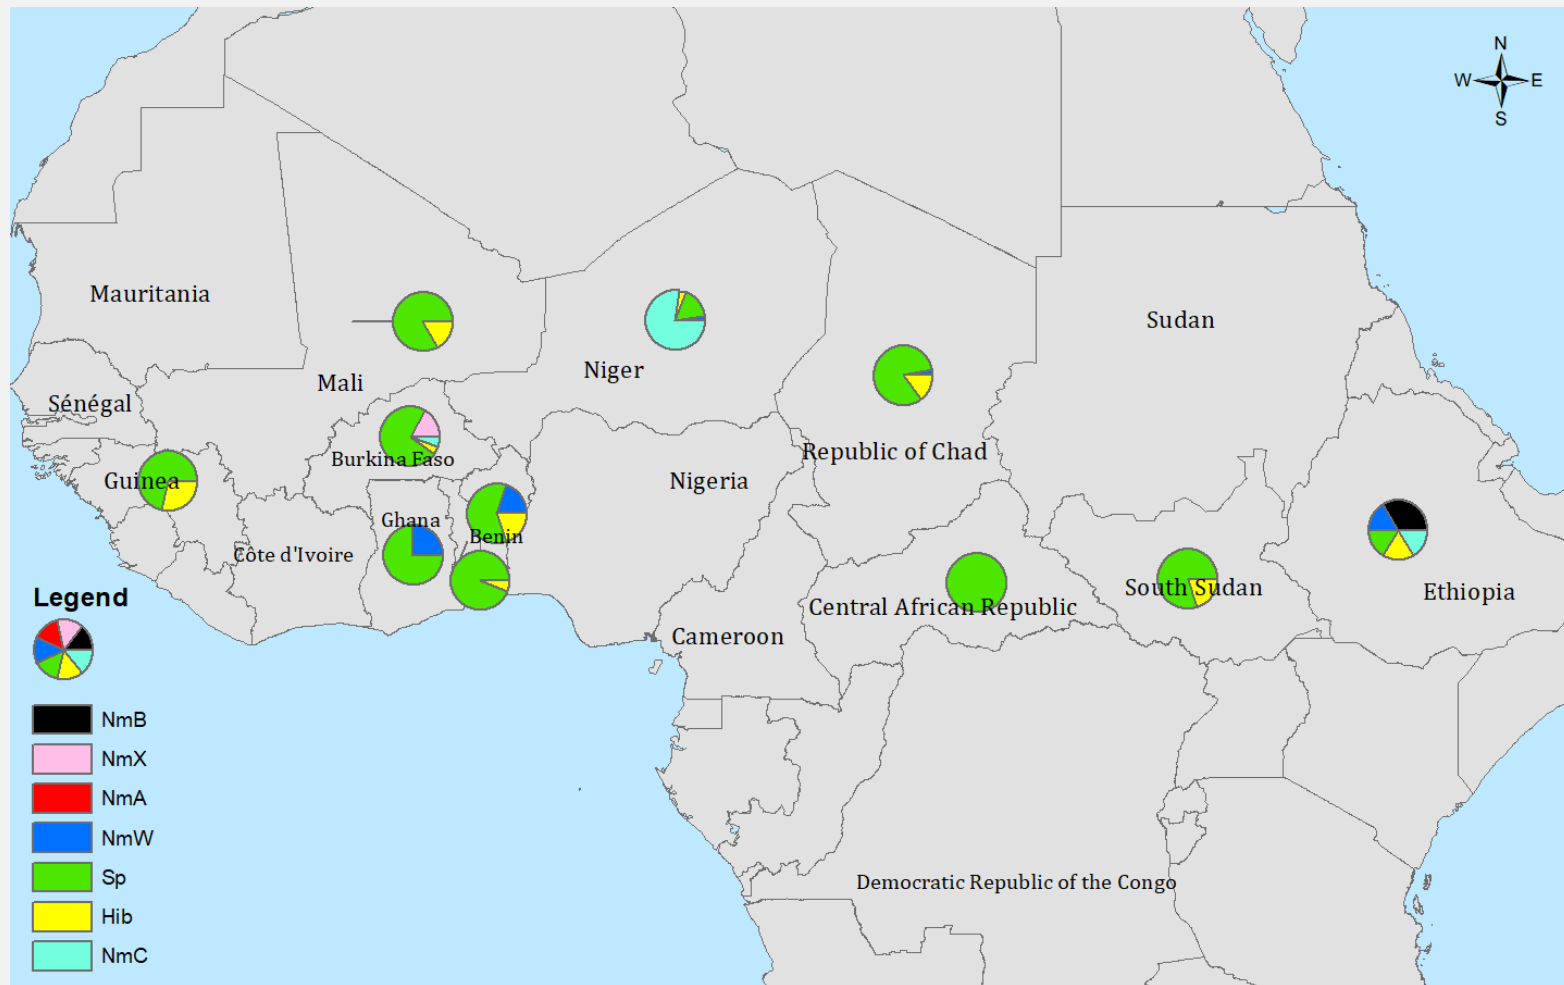 N
W E
S
Mauritania
Sudan
Niger
Mali
Sénégal
Republic of Chad
Burkina Faso
Guinea
Nigeria
Ghana
Benin
Côte d'Ivoire
South Sudan
Ethiopia
Central African Republic
Cameroon
Democratic Republic of the Congo
Legend
NmB
NmX
NmA
NmW
Sp
Hib
NmC